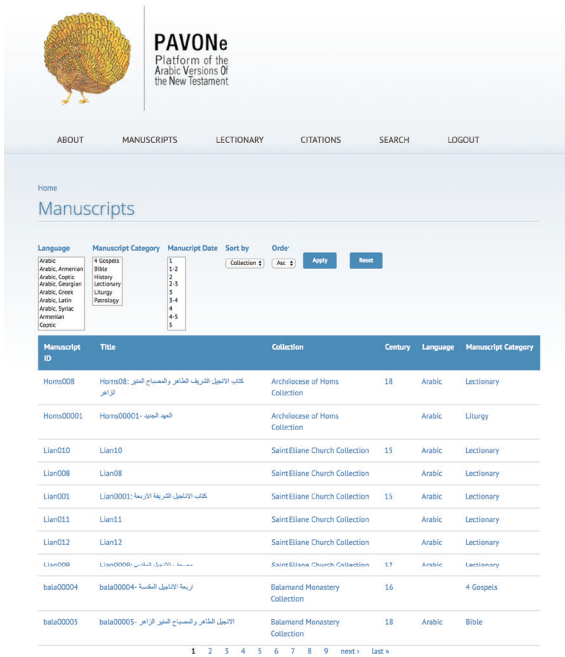 PAVONe
Platform of the
Arabic Versions Of
the New Testament
ABOUT MANUSCRIPTS LECTIONARY CITATIONS SEARCH LOGOUT
Home
Manuscripts
Language Manuscript Category Manucript Date Sort by Orde
Arabic
Arabic, Armenian
Arabic, Coptic
Arabic, Georgian
Arabic, Greek
Arabic, Latin
Arabic, Syriac
Armenian
Coptic
4 Gospels
Bible
History
Lectionary
Liturgy
Patrology
1
1-2
2
2-3
3
3-4
4
4-5
5
Collection Asc Apply Reset
Manuscript ID Title Collection Century Language Manuscript Category
Homs008 Homs08: كتاب الانجيل الشريف الطاهر والمصباح المنير الزاهر Archdiocese of Homs Collection 18 Arabic Lectionary
Homs00001 Homs00001- العهد الجديد Archdiocese of Homs Collection Arabic Liturgy
Lian010 Lian10 Saint Eliane Church Collection 15 Arabic Lectionary
Lian008 Lian08 Saint Eliane Church Collection Arabic Lectionary
Lian001 Lian0001: كتاب الاناجيل الشريفة الاربعة Saint Eliane Church Collection 15 Arabic Lectionary
Lian011 Lian11 Saint Eliane Church Collection Arabic Lectionary
Lian012 Lian12 Saint Eliane Church Collection Arabic Lectionary
Lian009 Lian0009: Saint Eliane Church Collection 17 Arabic Lectionary
bala00004 bala00004- اربعة الاناجيل المقدسة Balamand Monastery Collection 16 4 Gospels
bala00005 bala00005- الانجيل الطاهر والمصباح المنير الزاهر Balamand Monastery Collection 18 Arabic Bible
1 2 3 4 5 6 7 8 9 next › last »